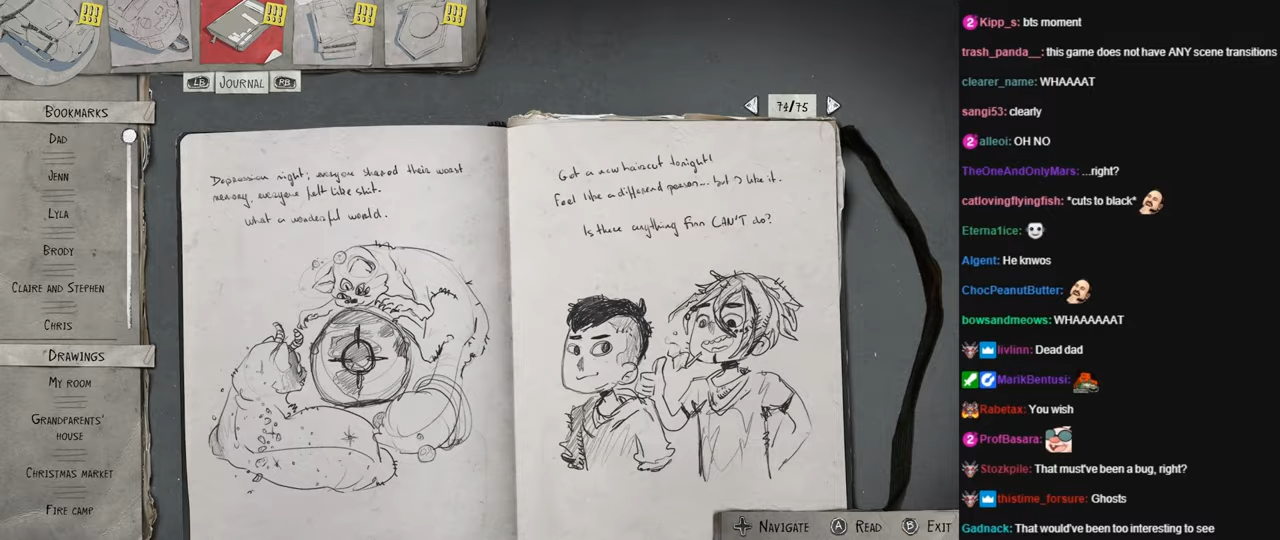 LB JOURNAL RB
BOOKMARKS
DAD
JENN
LYLA
BRODY
CLAIRE AND STEPHEN
CHRIS
DRAWINGS
MY ROOM
GRANDPARENTS'
HOUSE
CHRISTMAS MARKET
FIRE CAMP
74/75
Depression night; everyone shared their worst
memory, everyone felt like shit.
what a wonderful world.
Got a new haircut tonight!
Feel like a different person... but I like it.
Is there anything Finn CAN'T do?
NAVIGATE A READ B EXIT
2 Kipp_s: bts moment
trash_panda__: this game does not have ANY scene transitions
clearer_name: WHAAAAT
sangi53: clearly
2 alleoi: OH NO
TheOneAndOnlyMars: ...right?
catlovingflyingfish: *cuts to black*
Eterna1ice:
Algent: He knwos
ChocPeanutButter:
bowsandmeows: WHAAAAAAT
livlinn: Dead dad
MarikBentusi:
Rabetax: You wish
2 ProfBasara:
Stozkpile: That must've been a bug, right?
thistime_forsure: Ghosts
Gadnack: That would've been too interesting to see